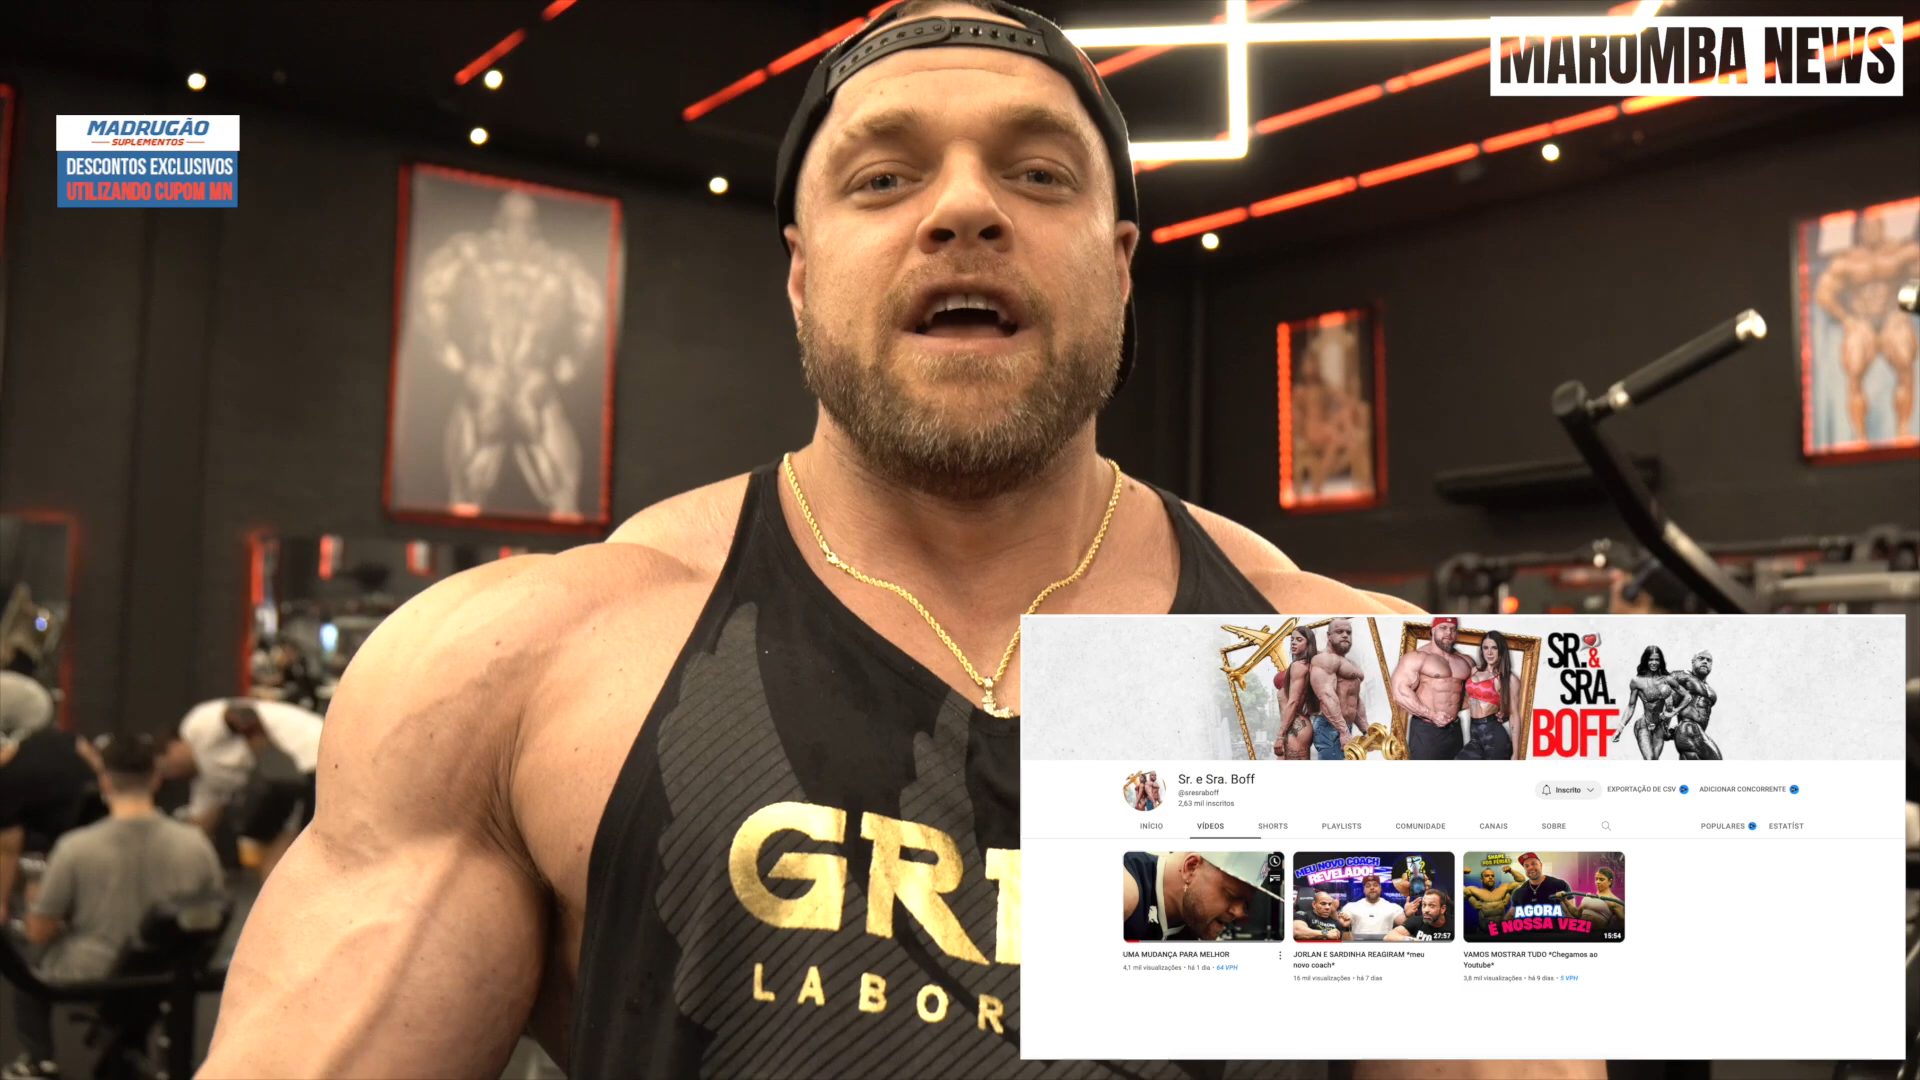 MAROMBA NEWS
MADRUGÃO
SUPLEMENTOS
DESCONTOS EXCLUSIVOS
UTILIZANDO CUPOM MN
GR
LABOR
SR.&
SRA.
BOFF
Sr. e Sra. Boff
@sresraboff
2,63 mil inscritos
Inscrito
EXPORTAÇÃO DE CSV
ADICIONAR CONCORRENTE
INÍCIO VÍDEOS SHORTS PLAYLISTS COMUNIDADE CANAIS SOBRE
POPULARES ESTATÍST
MEU NOVO COACH
REVELADO!
27:57
SHAPE
PÓS FÉRIAS
AGORA
É NOSSA VEZ!
15:54
UMA MUDANÇA PARA MELHOR
4,1 mil visualizações • há 1 dia • 64 VPH
JORLAN E SARDINHA REAGIRAM *meu
novo coach*
16 mil visualizações • há 7 dias
VAMOS MOSTRAR TUDO *Chegamos ao
Youtube*
3,8 mil visualizações • há 9 dias • 5 VPH